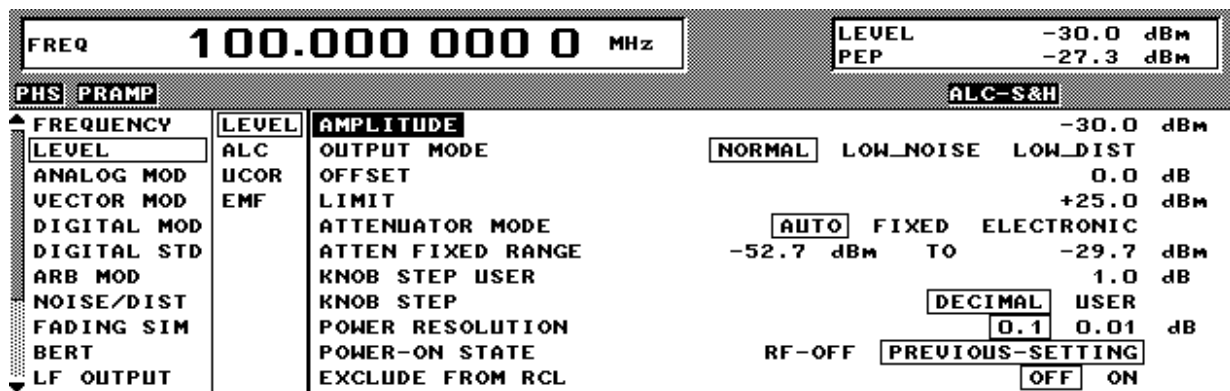 FREQ 100.000 000 0 MHz
LEVEL -30.0 dBm
PEP -27.3 dBm
PHS PRAMP ALC-S&H
FREQUENCY LEVEL AMPLITUDE -30.0 dBm
LEVEL ALC OUTPUT MODE NORMAL LOW_NOISE LOW_DIST
ANALOG MOD UCOR OFFSET 0.0 dB
VECTOR MOD EMF LIMIT +25.0 dBm
DIGITAL MOD ATTENUATOR MODE AUTO FIXED ELECTRONIC
DIGITAL STD ATTEN FIXED RANGE -52.7 dBm TO -29.7 dBm
ARB MOD KNOB STEP USER 1.0 dB
NOISE/DIST KNOB STEP DECIMAL USER
FADING SIM POWER RESOLUTION 0.1 0.01 dB
BERT POWER-ON STATE RF-OFF PREVIOUS-SETTING
LF OUTPUT EXCLUDE FROM RCL OFF ON